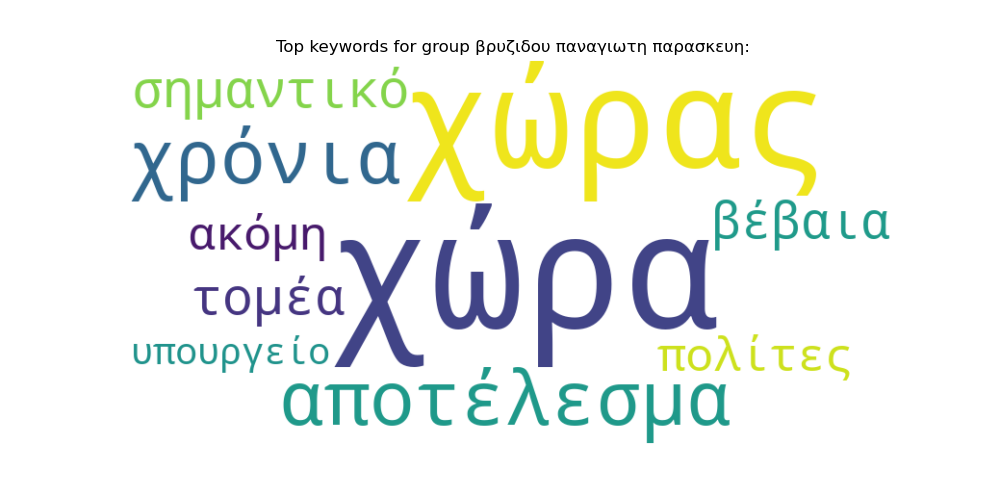 Top keywords for group βρυζιδου παναγιωτη παρασκευη:
σημαντικό
χώρας
χρόνια
βέβαια
ακόμη
χώρα
τομέα
υπουργείο
πολίτες
αποτέλεσμα